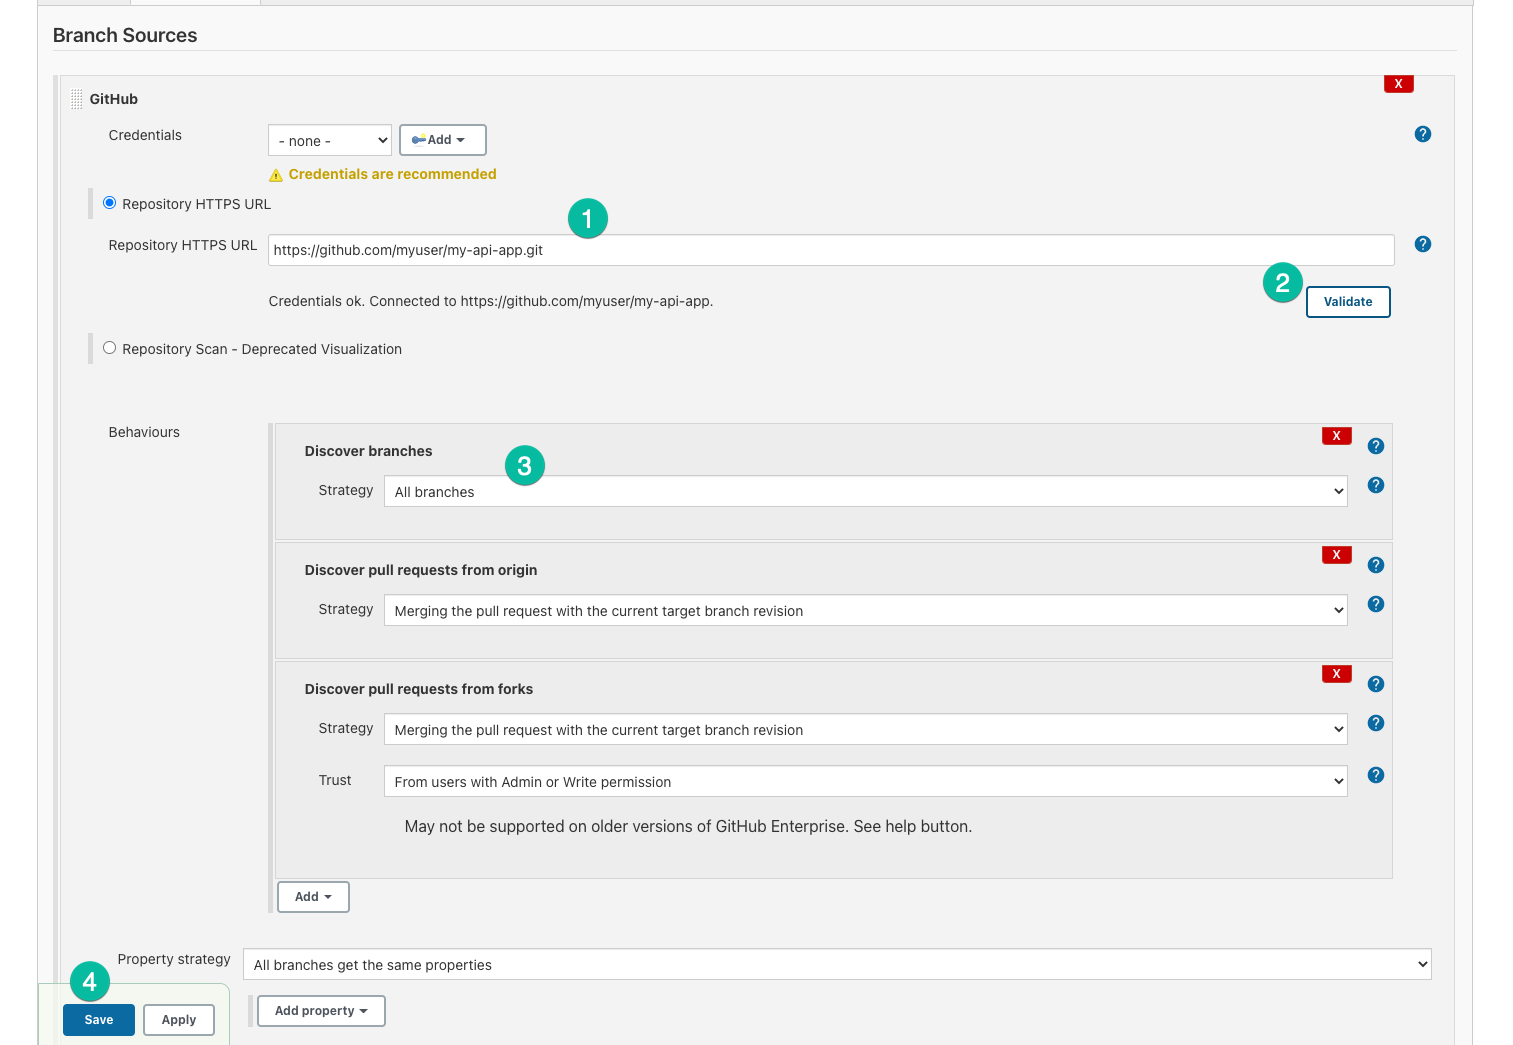 Branch Sources
X
GitHub
Credentials
- none -
Add
?
Credentials are recommended
Repository HTTPS URL
1
Repository HTTPS URL
https://github.com/myuser/my-api-app.git
?
2
Credentials ok. Connected to https://github.com/myuser/my-api-app.
Validate
Repository Scan - Deprecated Visualization
Behaviours
X
?
Discover branches
3
Strategy
All branches
?
X
?
Discover pull requests from origin
Strategy
Merging the pull request with the current target branch revision
?
X
?
Discover pull requests from forks
Strategy
Merging the pull request with the current target branch revision
?
Trust
From users with Admin or Write permission
?
May not be supported on older versions of GitHub Enterprise. See help button.
Add
Property strategy
All branches get the same properties
4
Save
Apply
Add property